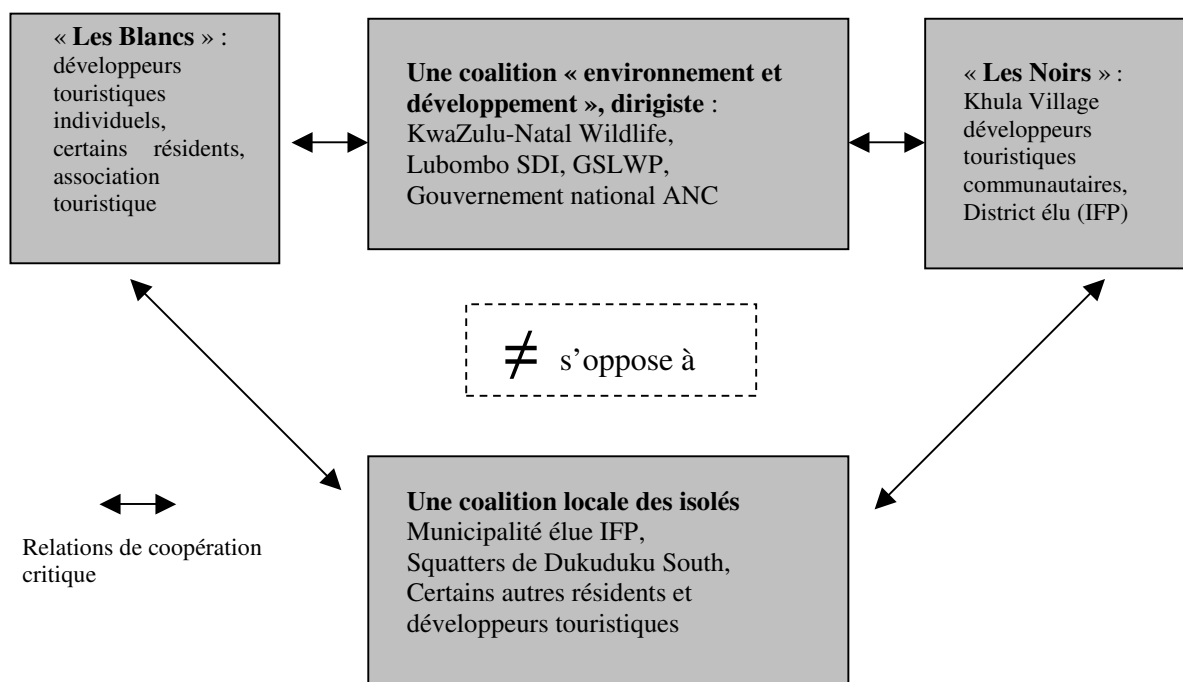 « Les Blancs » :
développeurs
touristiques
individuels,
certains résidents,
association
touristique
Une coalition « environnement et
développement », dirigiste :
KwaZulu-Natal Wildlife,
Lubombo SDI, GSLWP,
Gouvernement national ANC
« Les Noirs » :
Khula Village
développeurs
touristiques
communautaires,
District élu (IFP)
≠ s’oppose à
Une coalition locale des isolés
Municipalité élue IFP,
Squatters de Dukuduku South,
Certains autres résidents et
développeurs touristiques
Relations de coopération
critique